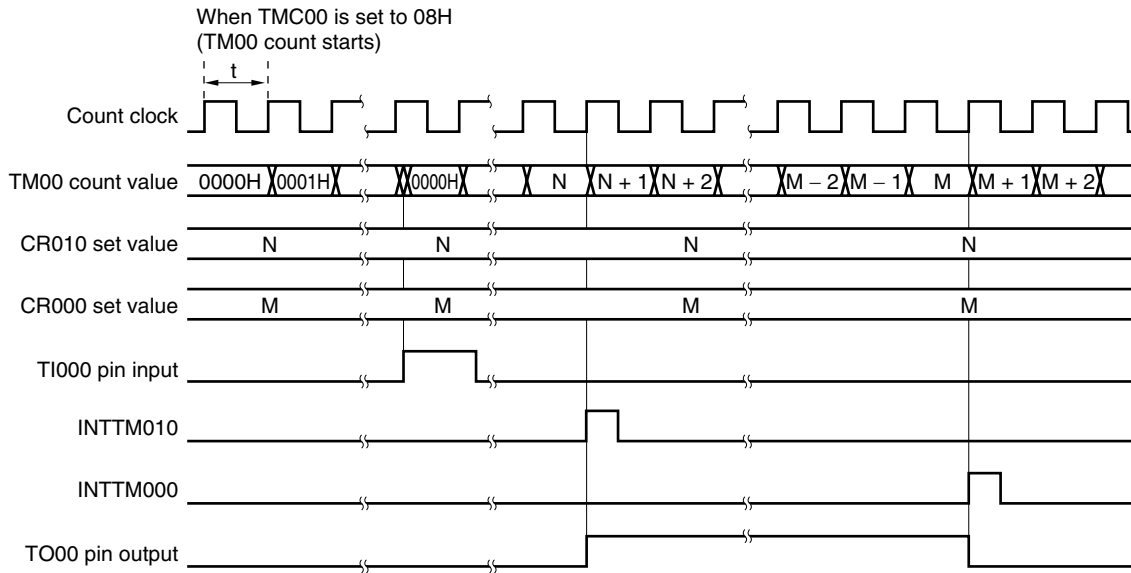 When TMC00 is set to 08H
(TM00 count starts)
t
Count clock
TM00 count value 0000H 0001H 0000H N N + 1 N + 2 M − 2 M − 1 M M + 1 M + 2
CR010 set value N N N N
CR000 set value M M M M
TI000 pin input
INTTM010
INTTM000
TO00 pin output